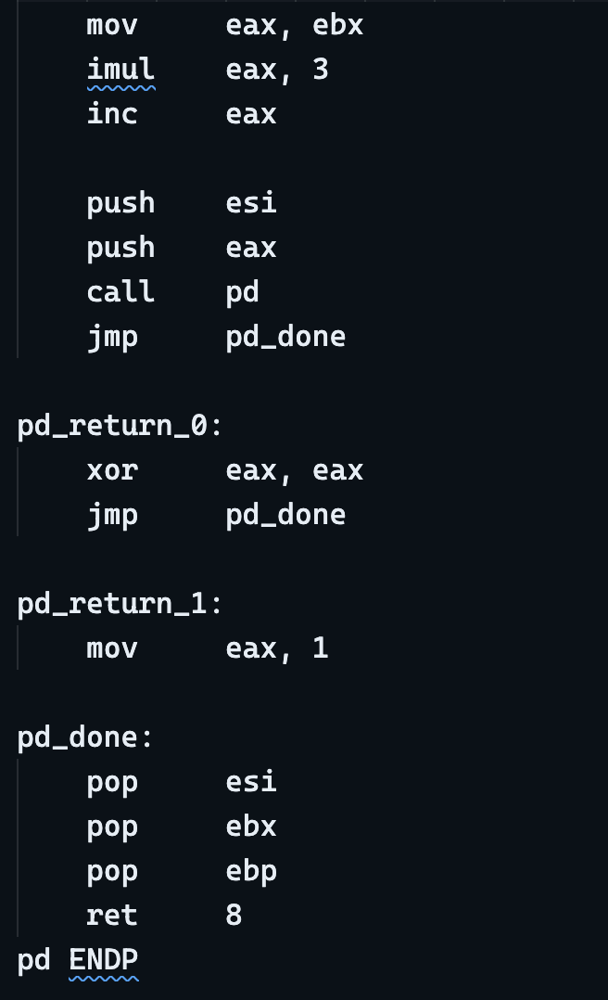 mov eax, ebx
imul eax, 3
inc eax
push esi
push eax
call pd
jmp pd_done
pd_return_0:
xor eax, eax
jmp pd_done
pd_return_1:
mov eax, 1
pd_done:
pop esi
pop ebx
pop ebp
ret 8
pd ENDP